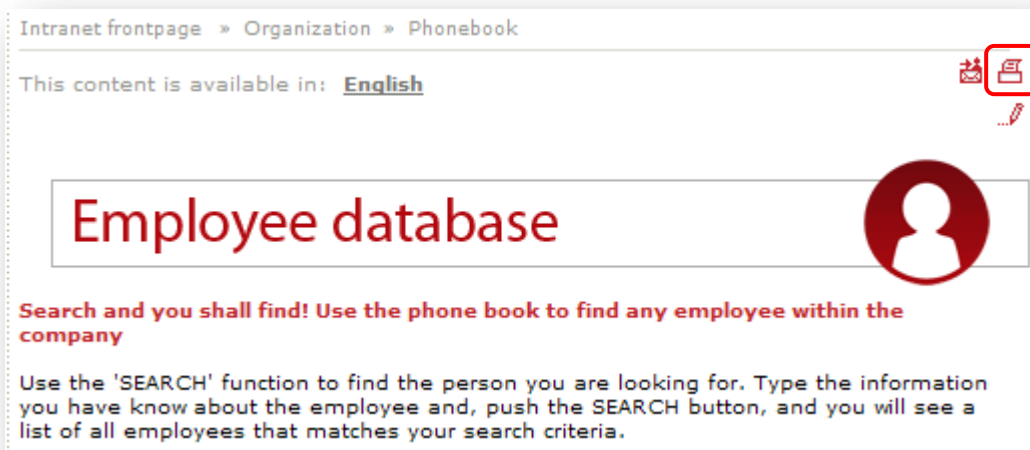 Intranet frontpage » Organization » Phonebook
This content is available in: English
Employee database
Search and you shall find! Use the phone book to find any employee within the
company
Use the 'SEARCH' function to find the person you are looking for. Type the information
you have know about the employee and, push the SEARCH button, and you will see a
list of all employees that matches your search criteria.